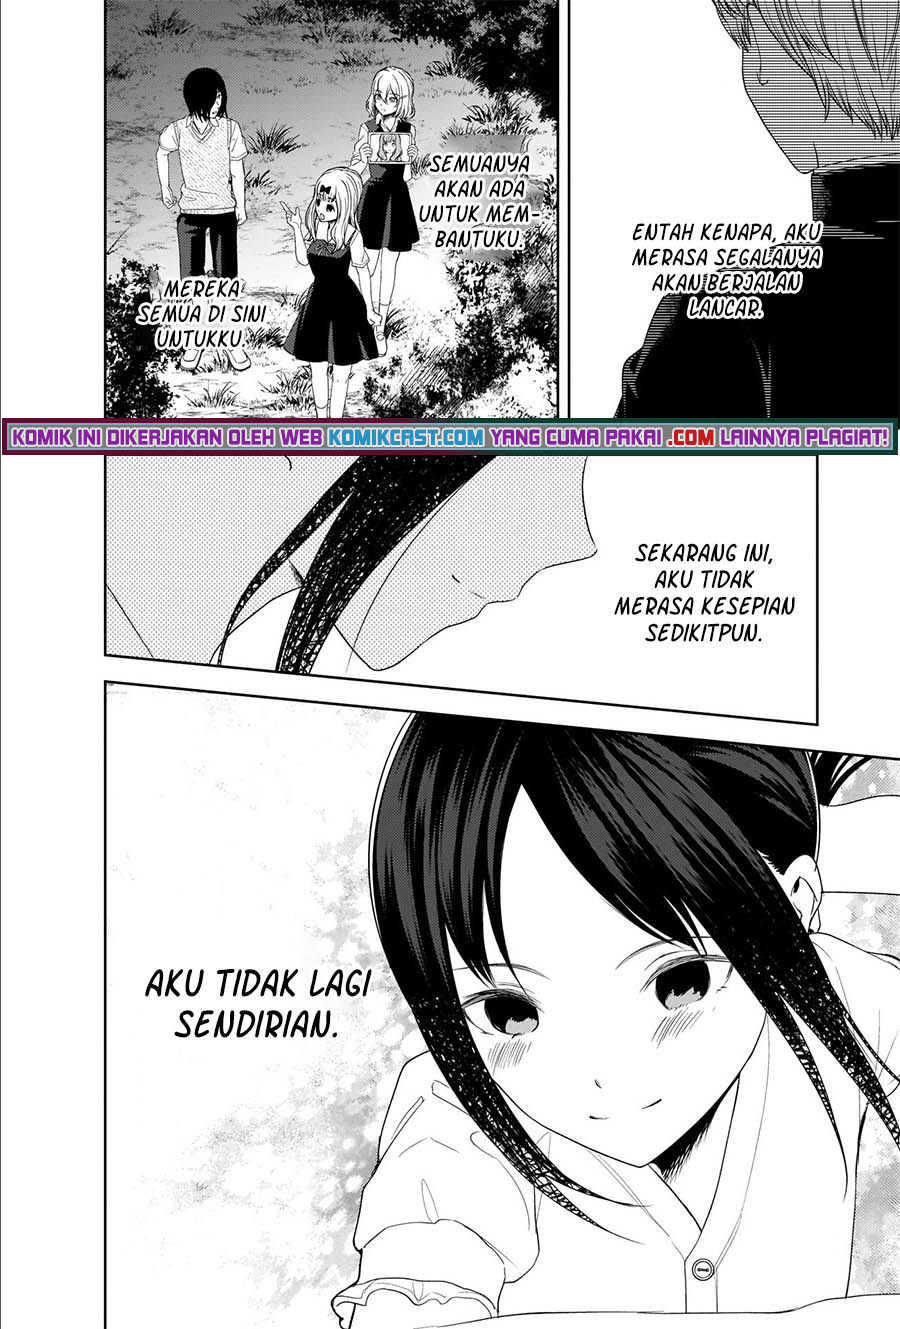 ENTAH KENAPA, AKU
MERASA SEGALANYA
AKAN BERJALAN
LANCAR.
SEMUANYA
AKAN ADA
UNTUK MEM-
BANTUKU.
MEREKA
SEMUA DI SINI
UNTUKKU.
KOMIK INI DIKERJAKAN OLEH WEB KOMIKCAST.COM YANG CUMA PAKAI .COM LAINNYA PLAGIAT!
SEKARANG INI,
AKU TIDAK
MERASA KESEPIAN
SEDIKITPUN.
AKU TIDAK LAGI
SENDIRIAN.